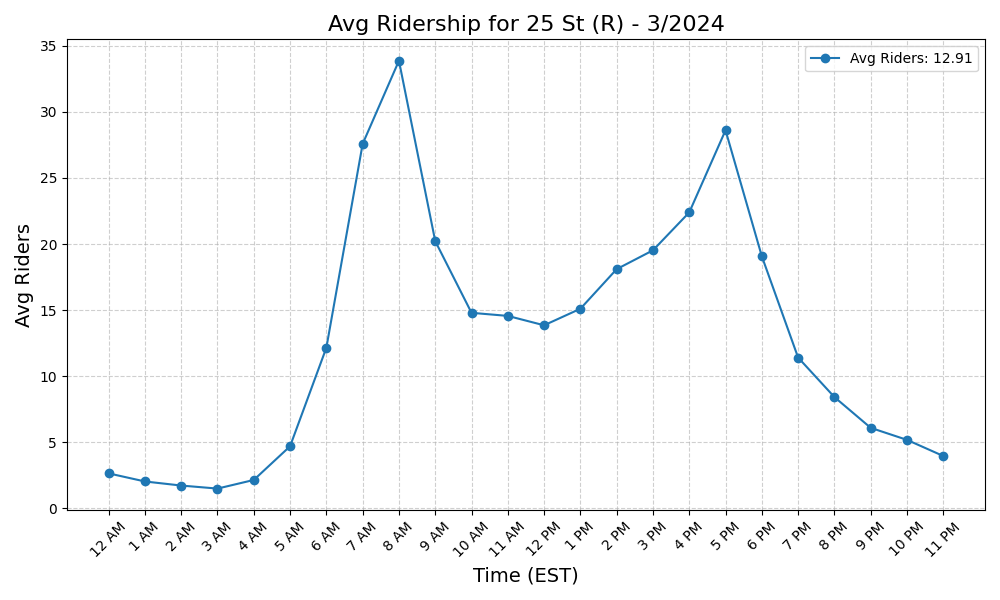 Avg Ridership for 25 St (R) - 3/2024
Avg Riders: 12.91
Avg Riders
35
30
25
20
15
10
5
0
12 AM
1 AM
2 AM
3 AM
4 AM
5 AM
6 AM
7 AM
8 AM
9 AM
10 AM
11 AM
12 PM
1 PM
2 PM
3 PM
4 PM
5 PM
6 PM
7 PM
8 PM
9 PM
10 PM
11 PM
Time (EST)